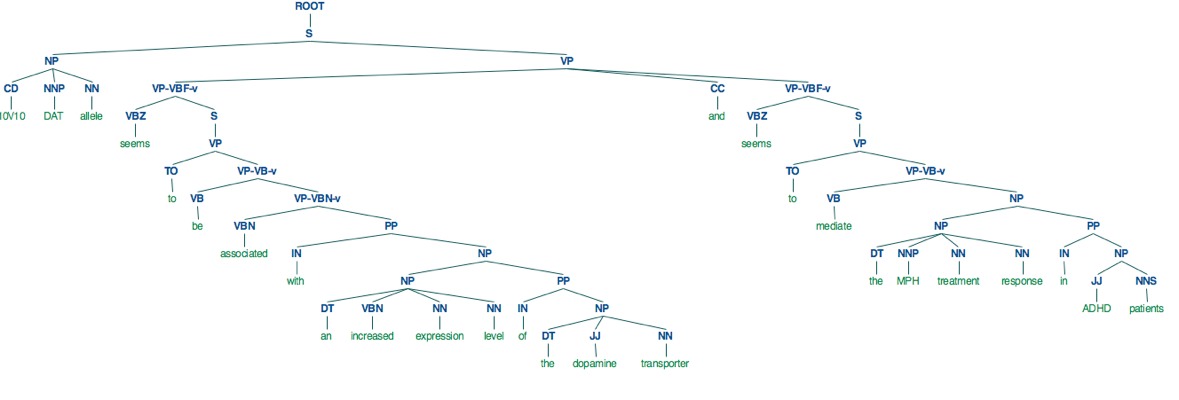 ROOT
S
NP VP
CD NNP NN VP-VBF-v CC VP-VBF-v
10V10 DAT allele VBZ S and VBZ S
seems VP seems VP
TO VP-VB-v TO VP-VB-v
to VB VP-VBN-v to VB NP
be VBN PP mediate NP PP
associated IN NP DT NNP NN NN IN NP
with NP PP the MPH treatment response in JJ NNS
DT VBN NN NN IN NP ADHD patients
an increased expression level of DT JJ NN
the dopamine transporter